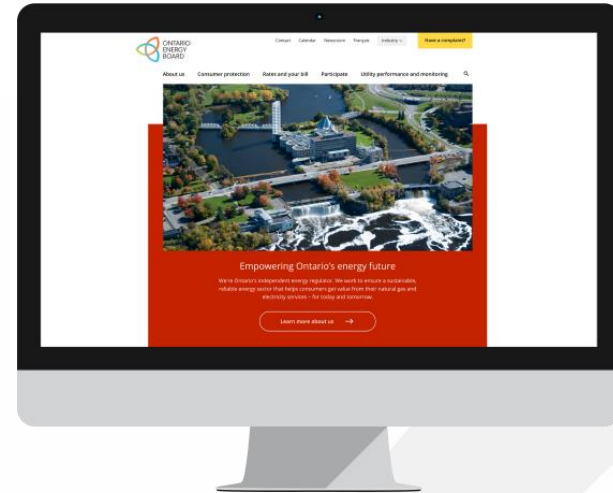 ONTARIO
ENERGY
BOARD
Contact Calendar Newsroom Français Industry Have a complaint?
About us Consumer protection Rates and your bill Participate Utility performance and monitoring
Empowering Ontario's energy future
We're Ontario's independent energy regulator. We work to ensure a sustainable,
reliable energy sector that helps consumers get value from their natural gas and
electricity services – for today and tomorrow.
Learn more about us →